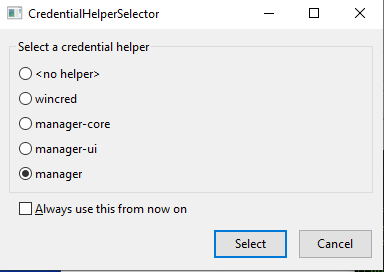 CredentialHelperSelector
Select a credential helper
<no helper>
wincred
manager-core
manager-ui
manager
Always use this from now on
Select
Cancel